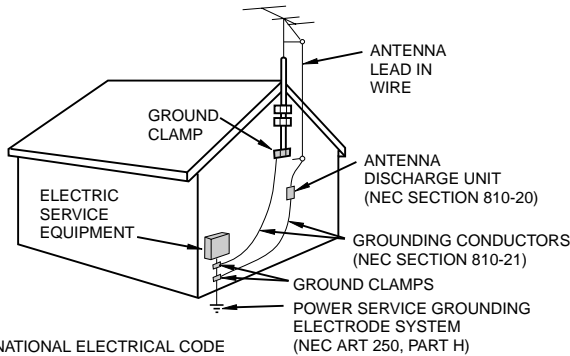 ANTENNA
LEAD IN
WIRE
GROUND
CLAMP
ANTENNA
DISCHARGE UNIT
(NEC SECTION 810-20)
ELECTRIC
SERVICE
EQUIPMENT
GROUNDING CONDUCTORS
(NEC SECTION 810-21)
GROUND CLAMPS
POWER SERVICE GROUNDING
ELECTRODE SYSTEM
(NEC ART 250, PART H)
NATIONAL ELECTRICAL CODE